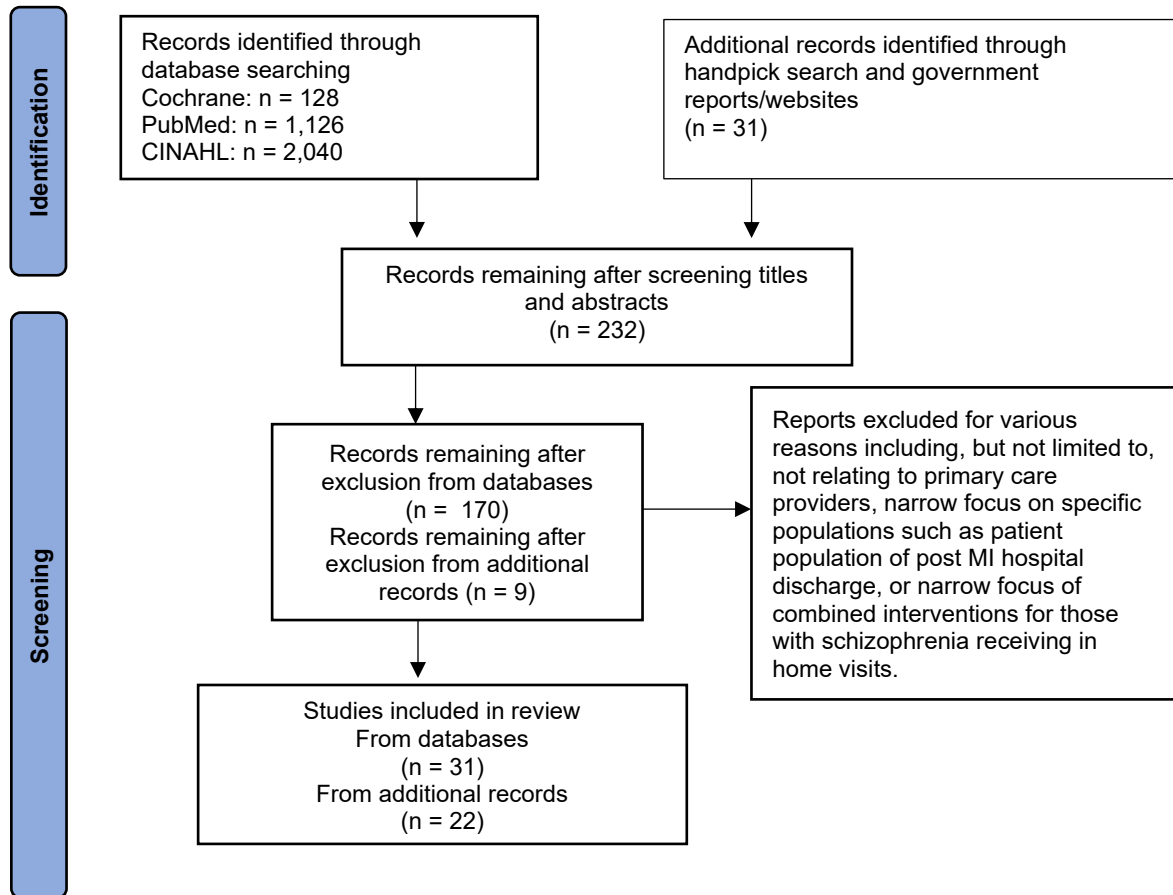 Identification
Records identified through
database searching
Cochrane: n = 128
PubMed: n = 1,126
CINAHL: n = 2,040
Additional records identified through
handpick search and government
reports/websites
(n = 31)
Records remaining after screening titles
and abstracts
(n = 232)
Screening
Records remaining after
exclusion from databases
(n = 170)
Records remaining after
exclusion from additional
records (n = 9)
Reports excluded for various
reasons including, but not limited to,
not relating to primary care
providers, narrow focus on specific
populations such as patient
population of post MI hospital
discharge, or narrow focus of
combined interventions for those
with schizophrenia receiving in
home visits.
Studies included in review
From databases
(n = 31)
From additional records
(n = 22)